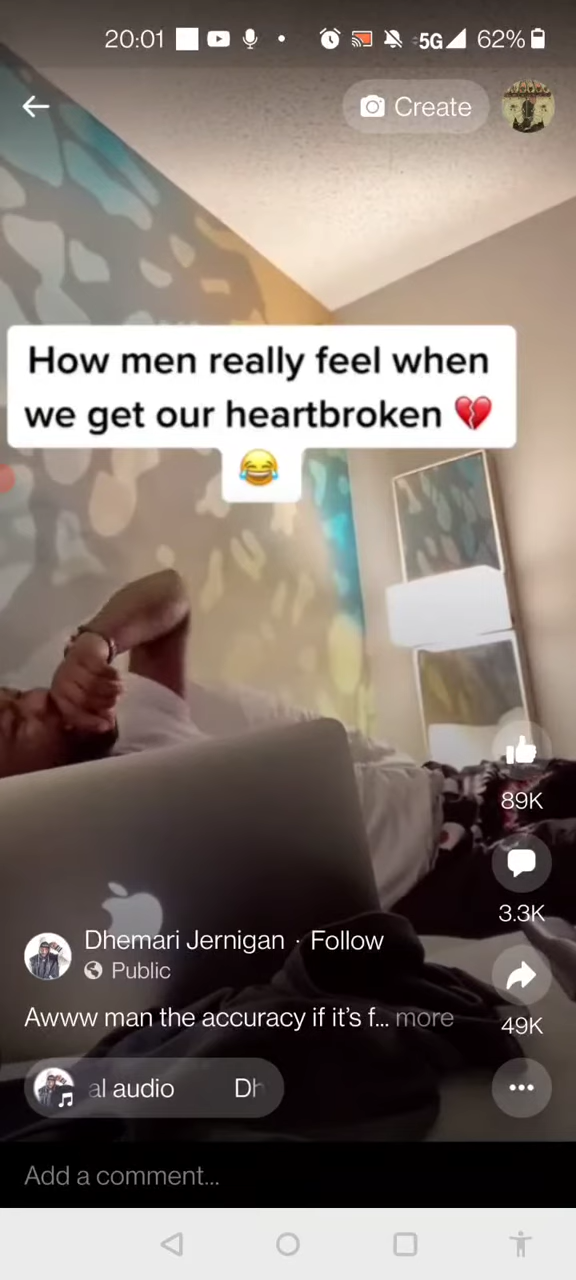 20:01 5G 62%
Create
How men really feel when
we get our heartbroken 💔
😂
89K
3.3K
Dhemari Jernigan · Follow
Public
Awww man the accuracy if it's f... more
49K
al audio Dh
Add a comment...